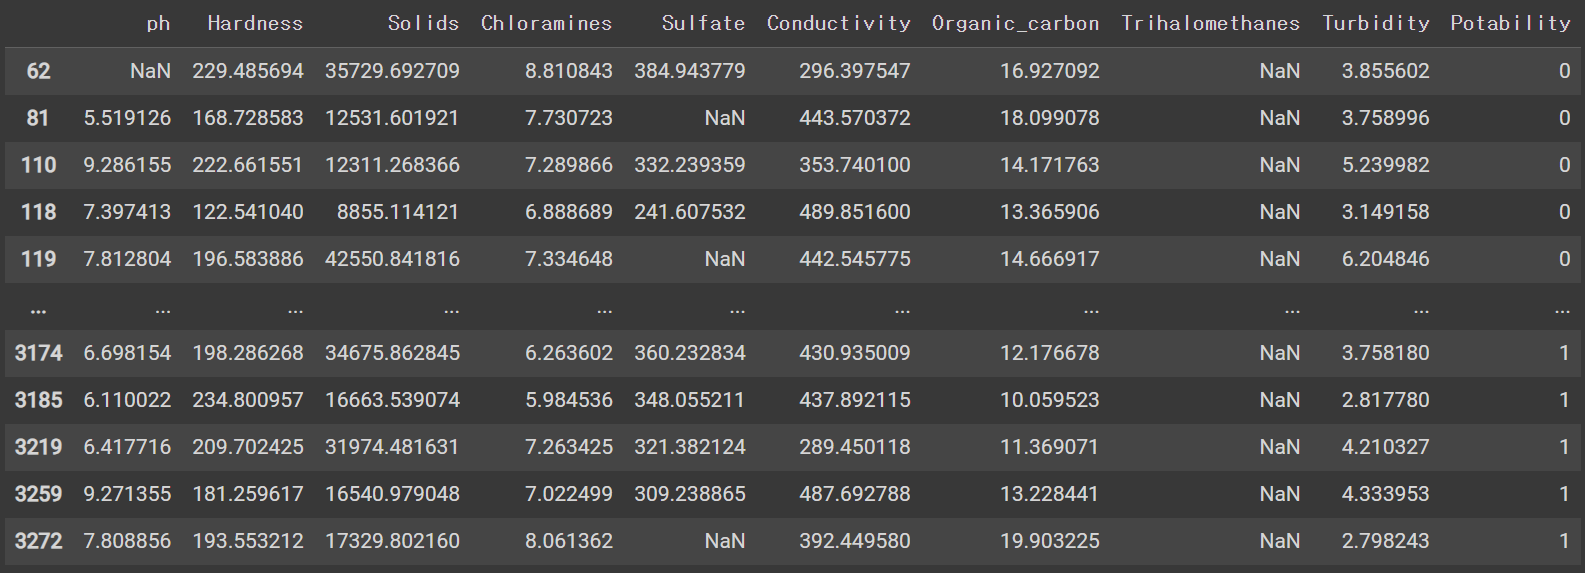 ph Hardness Solids Chloramines Sulfate Conductivity Organic_carbon Trihalomethanes Turbidity Potability
62 NaN 229.485694 35729.692709 8.810843 384.943779 296.397547 16.927092 NaN 3.855602 0
81 5.519126 168.728583 12531.601921 7.730723 NaN 443.570372 18.099078 NaN 3.758996 0
110 9.286155 222.661551 12311.268366 7.289866 332.239359 353.740100 14.171763 NaN 5.239982 0
118 7.397413 122.541040 8855.114121 6.888689 241.607532 489.851600 13.365906 NaN 3.149158 0
119 7.812804 196.583886 42550.841816 7.334648 NaN 442.545775 14.666917 NaN 6.204846 0
... ... ... ... ... ... ... ... ... ... ...
3174 6.698154 198.286268 34675.862845 6.263602 360.232834 430.935009 12.176678 NaN 3.758180 1
3185 6.110022 234.800957 16663.539074 5.984536 348.055211 437.892115 10.059523 NaN 2.817780 1
3219 6.417716 209.702425 31974.481631 7.263425 321.382124 289.450118 11.369071 NaN 4.210327 1
3259 9.271355 181.259617 16540.979048 7.022499 309.238865 487.692788 13.228441 NaN 4.333953 1
3272 7.808856 193.553212 17329.802160 8.061362 NaN 392.449580 19.903225 NaN 2.798243 1